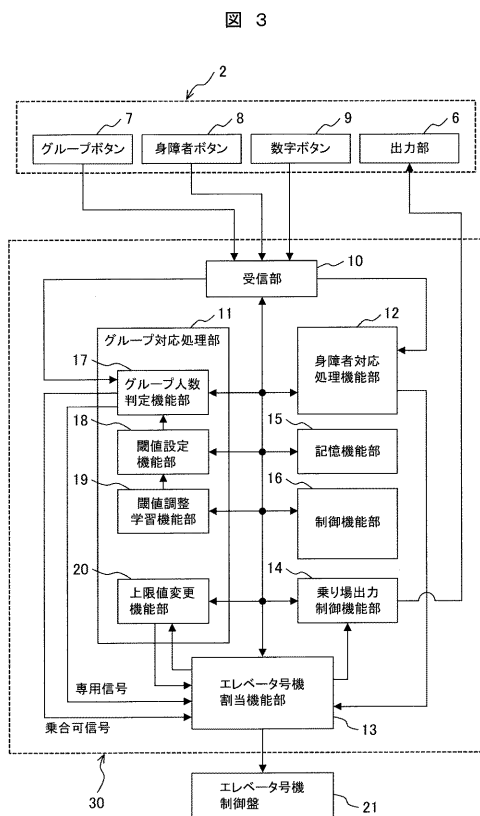 図 3
2
7
8
9
6
グループボタン
身障者ボタン
数字ボタン
出力部
10
受信部
11
グループ対応処理部
12
身障者対応
処理機能部
17
グループ人数
判定機能部
18
閾値設定
機能部
15
記憶機能部
19
閾値調整
学習機能部
16
制御機能部
20
上限値変更
機能部
14
乗り場出力
制御機能部
専用信号
乗合可信号
エレベータ号機
割当機能部
13
30
エレベータ号機
制御盤
21